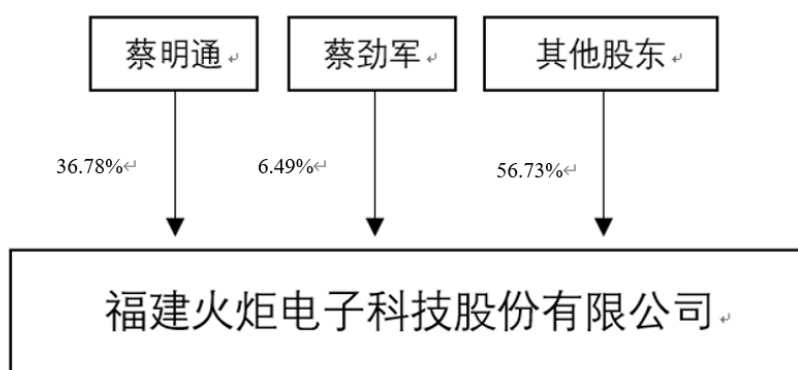 蔡明通
蔡劲军
其他股东
36.78%
6.49%
56.73%
福建火炬电子科技股份有限公司